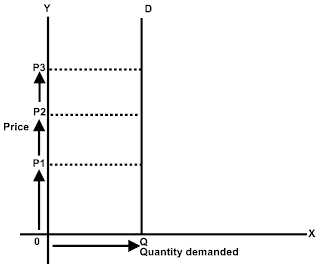 Y
D
P3
P2
Price
P1
X
0
Q
Quantity demanded